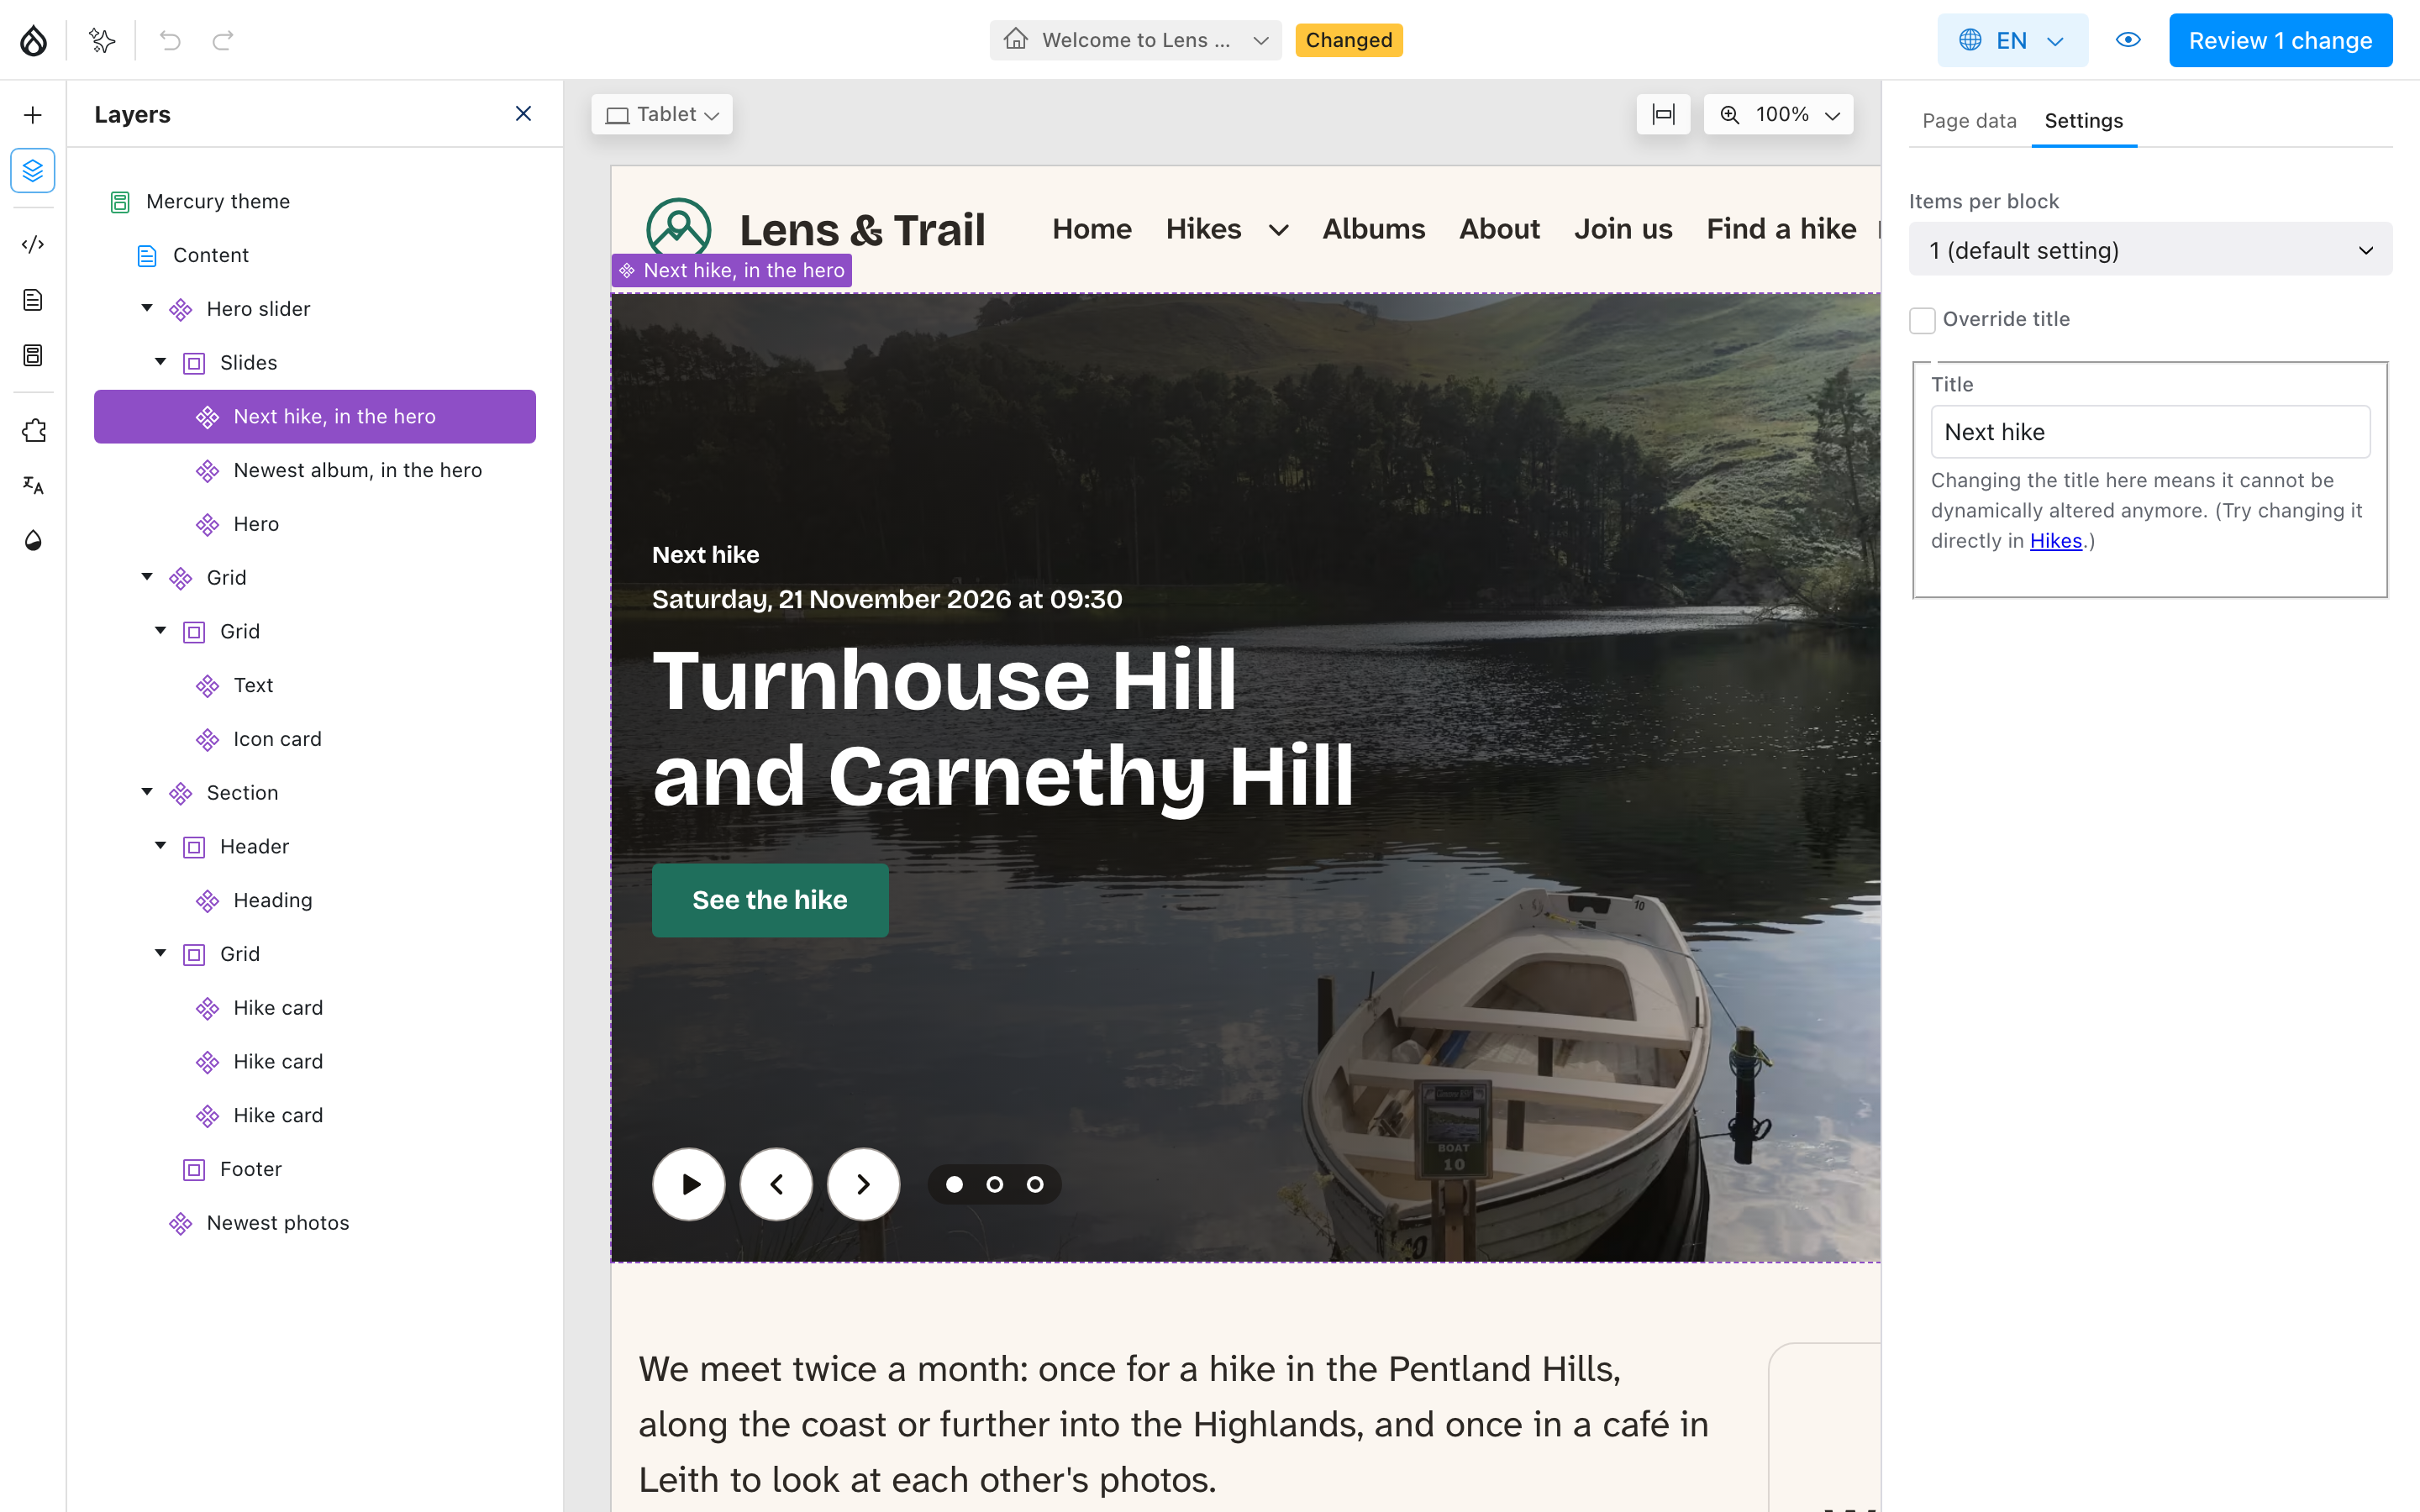 Welcome to Lens ...
Changed
EN
Review 1 change
Layers
Mercury theme
Content
Hero slider
Slides
Next hike, in the hero
Newest album, in the hero
Hero
Grid
Grid
Text
Icon card
Section
Header
Heading
Grid
Hike card
Hike card
Hike card
Footer
Newest photos
Tablet
100%
Lens & Trail
Home
Hikes
Albums
About
Join us
Find a hike
Next hike, in the hero
Next hike
Saturday, 21 November 2026 at 09:30
Turnhouse Hill
and Carnethy Hill
See the hike
10
BOAT
10
We meet twice a month: once for a hike in the Pentland Hills,
along the coast or further into the Highlands, and once in a café in
Leith to look at each other's photos.
Page data
Settings
Items per block
1 (default setting)
Override title
Title
Next hike
Changing the title here means it cannot be
dynamically altered anymore. (Try changing it
directly in Hikes.)